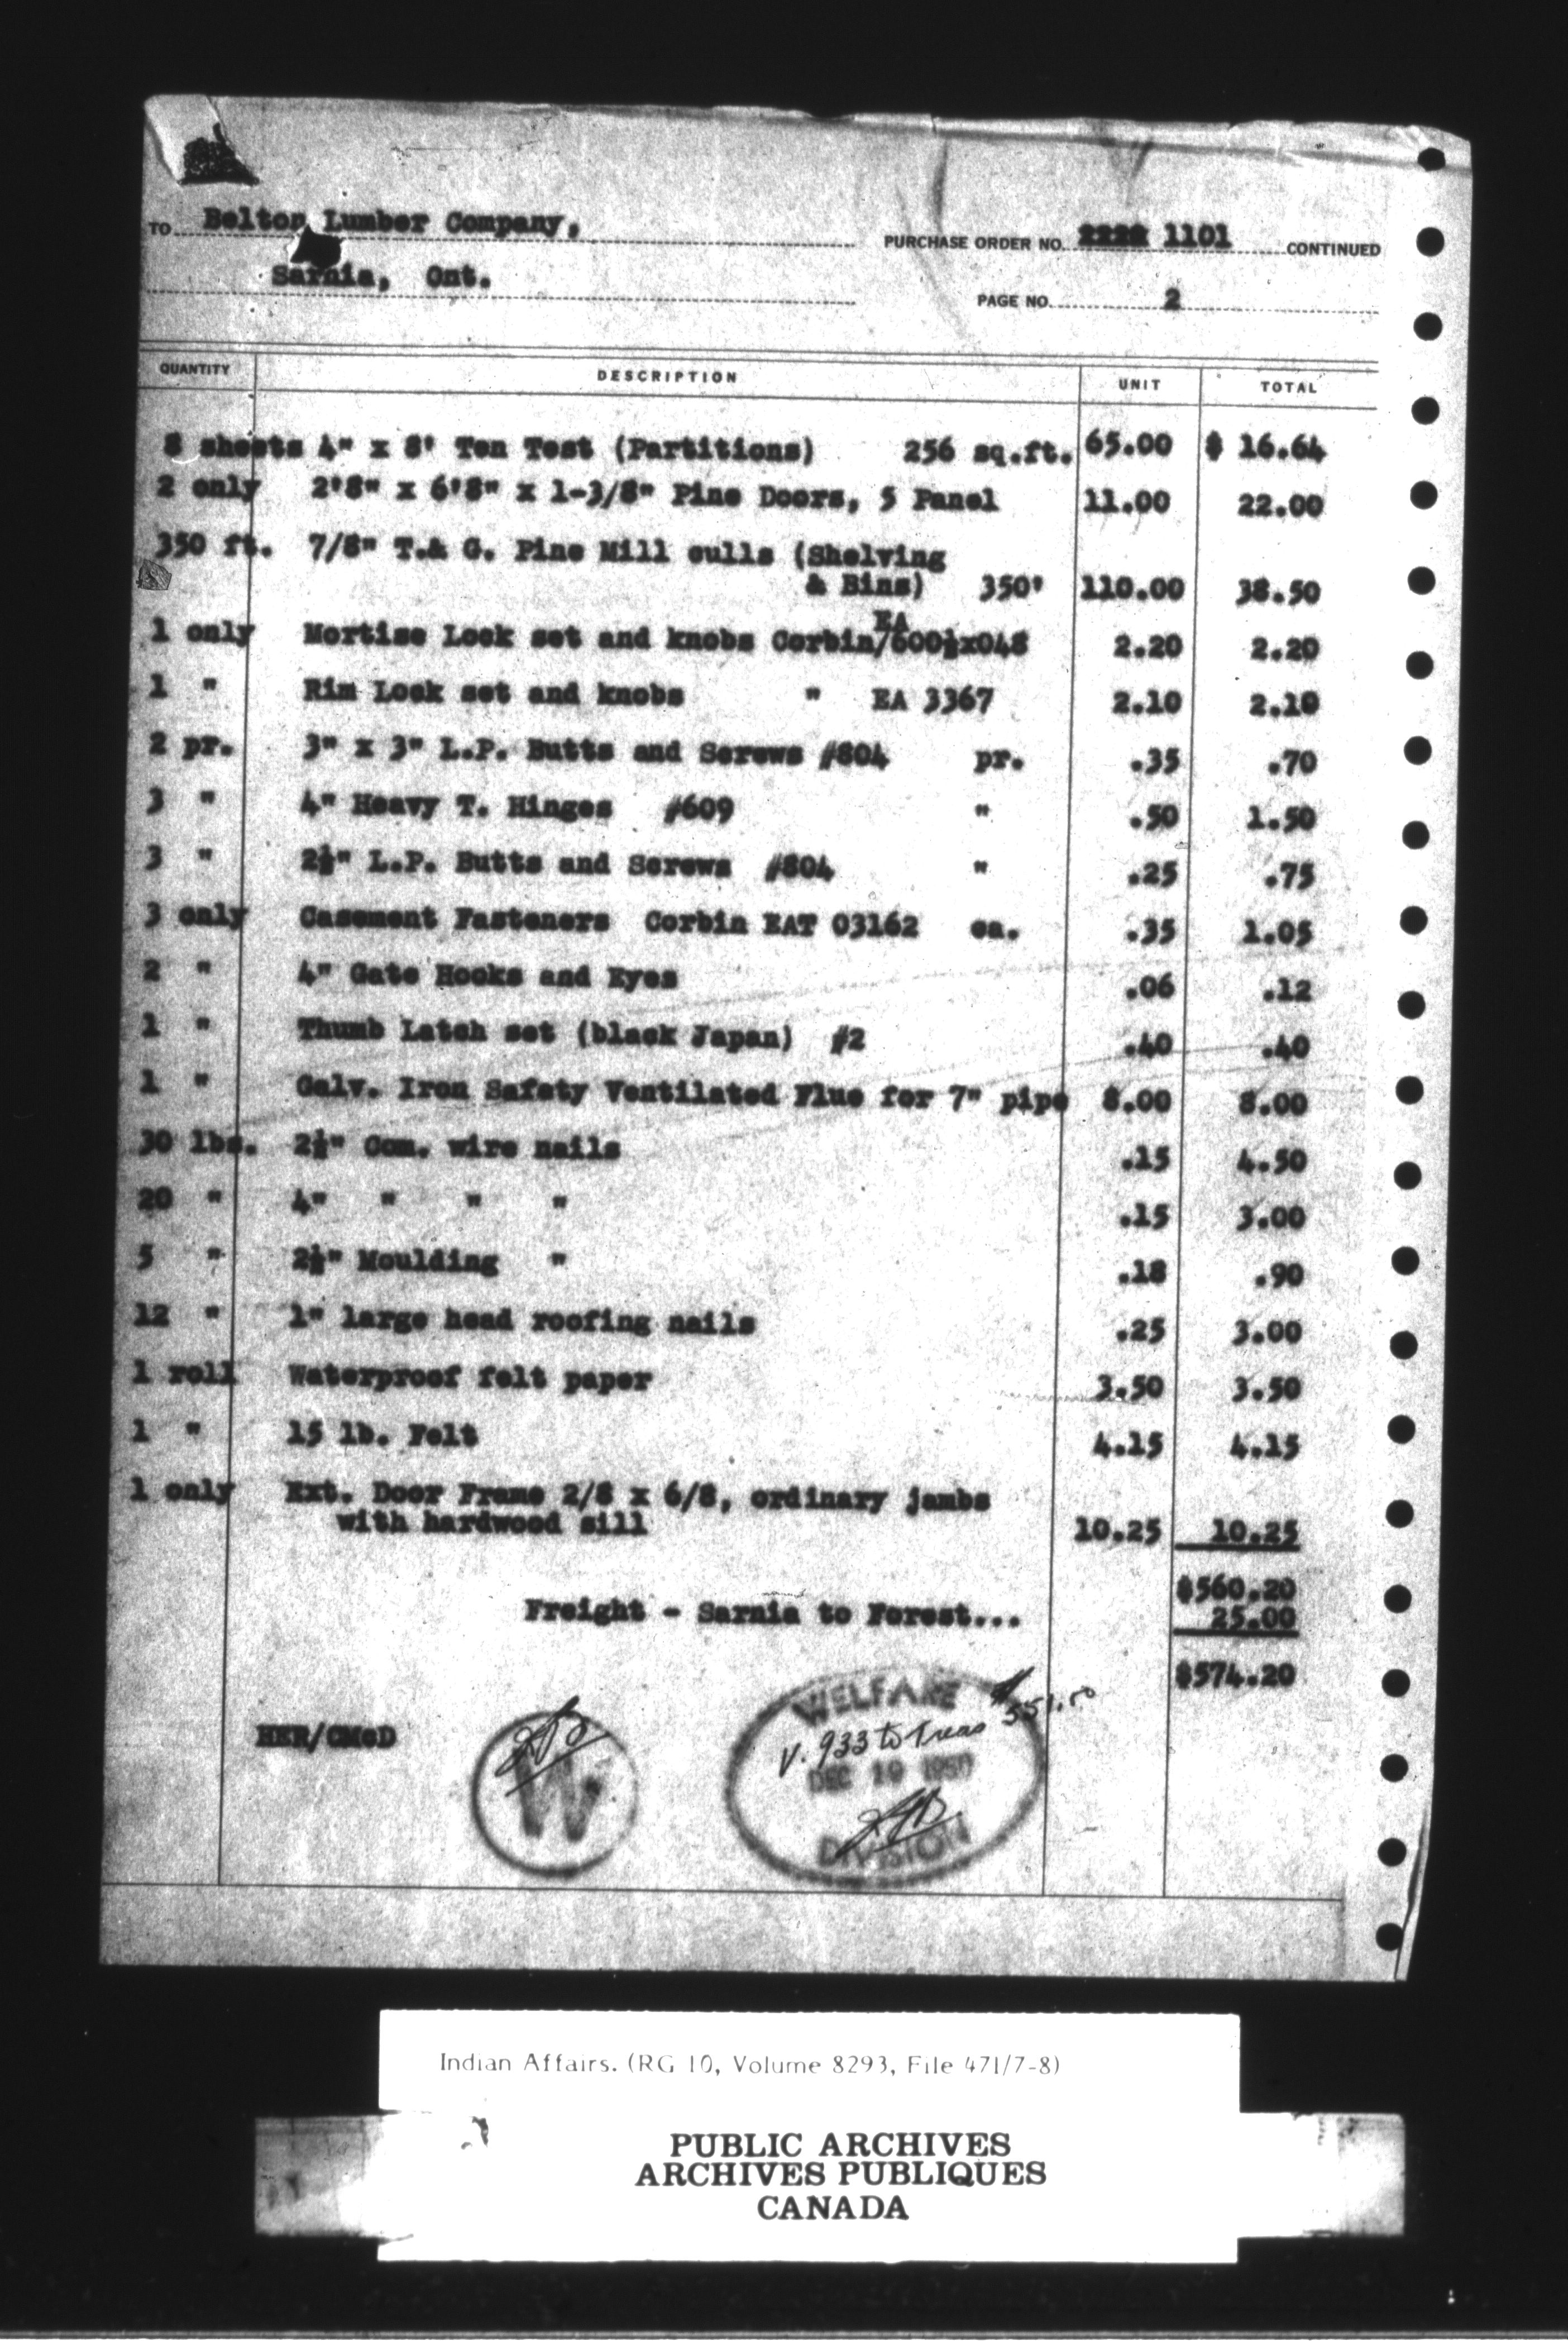 TO Belton Lumber Company,
PURCHASE ORDER NO. 1101 CONTINUED
Sarnia, Ont.
PAGE NO. 2
QUANTITY DESCRIPTION UNIT TOTAL
8 sheets 4" x 8' Ten Test (Partitions) 256 sq.ft. 65.00 $ 16.64
2 only 2'8" x 6'8" x 1-3/8" Pine Doors, 5 Panel 11.00 22.00
350 ft. 7/8" T.& G. Pine Mill culls (Shelving
& Bins) 350' 110.00 38.50
EA
1 only Mortise Lock set and knobs Corbin/600½x048 2.20 2.20
1 " Rim Lock set and knobs " EA 3367 2.10 2.10
2 pr. 3" x 3" L.P. Butts and Screws #804 pr. .35 .70
3 " 4" Heavy T. Hinges #609 " .50 1.50
3 " 2½" L.P. Butts and Screws #804 " .25 .75
3 only Casement Fasteners Corbin EAT 03162 ea. .35 1.05
2 " 4" Gate Hooks and Eyes .06 .12
1 " Thumb Latch set (black Japan) #2 .40 .40
1 " Galv. Iron Safety Ventilated Flue for 7" pipe 8.00 8.00
30 lbs. 2½" Com. wire nails .15 4.50
20 " 4" " " " .15 3.00
5 " 2½" Moulding " .18 .90
12 " 1" large head roofing nails .25 3.00
1 roll Waterproof felt paper 3.50 3.50
1 " 15 lb. Felt 4.15 4.15
1 only Ext. Door Frame 2/8 x 6/8, ordinary jambs
with hardwood sill 10.25 10.25
$560.20
Freight - Sarnia to Forest... 25.00
$574.20
HER/CMcD
W
WELFARE
$551.50
V. 933 to Treas
DEC 19 1950
DIVISION
Indian Affairs. (RG 10, Volume 8293, File 471/7-8)
PUBLIC ARCHIVES
ARCHIVES PUBLIQUES
CANADA